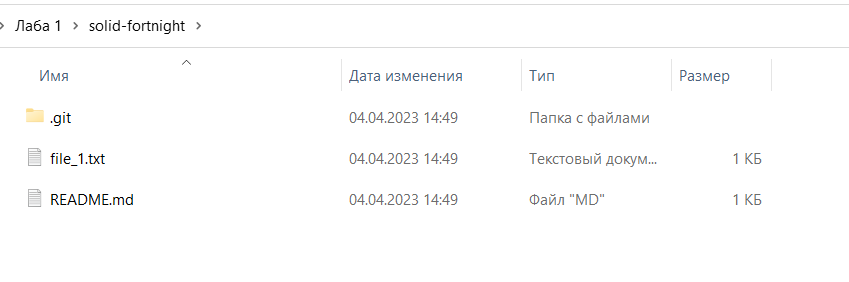 Лаба 1 solid-fortnight
Имя Дата изменения Тип Размер
.git 04.04.2023 14:49 Папка с файлами
file_1.txt 04.04.2023 14:49 Текстовый докум... 1 КБ
README.md 04.04.2023 14:49 Файл "MD" 1 КБ